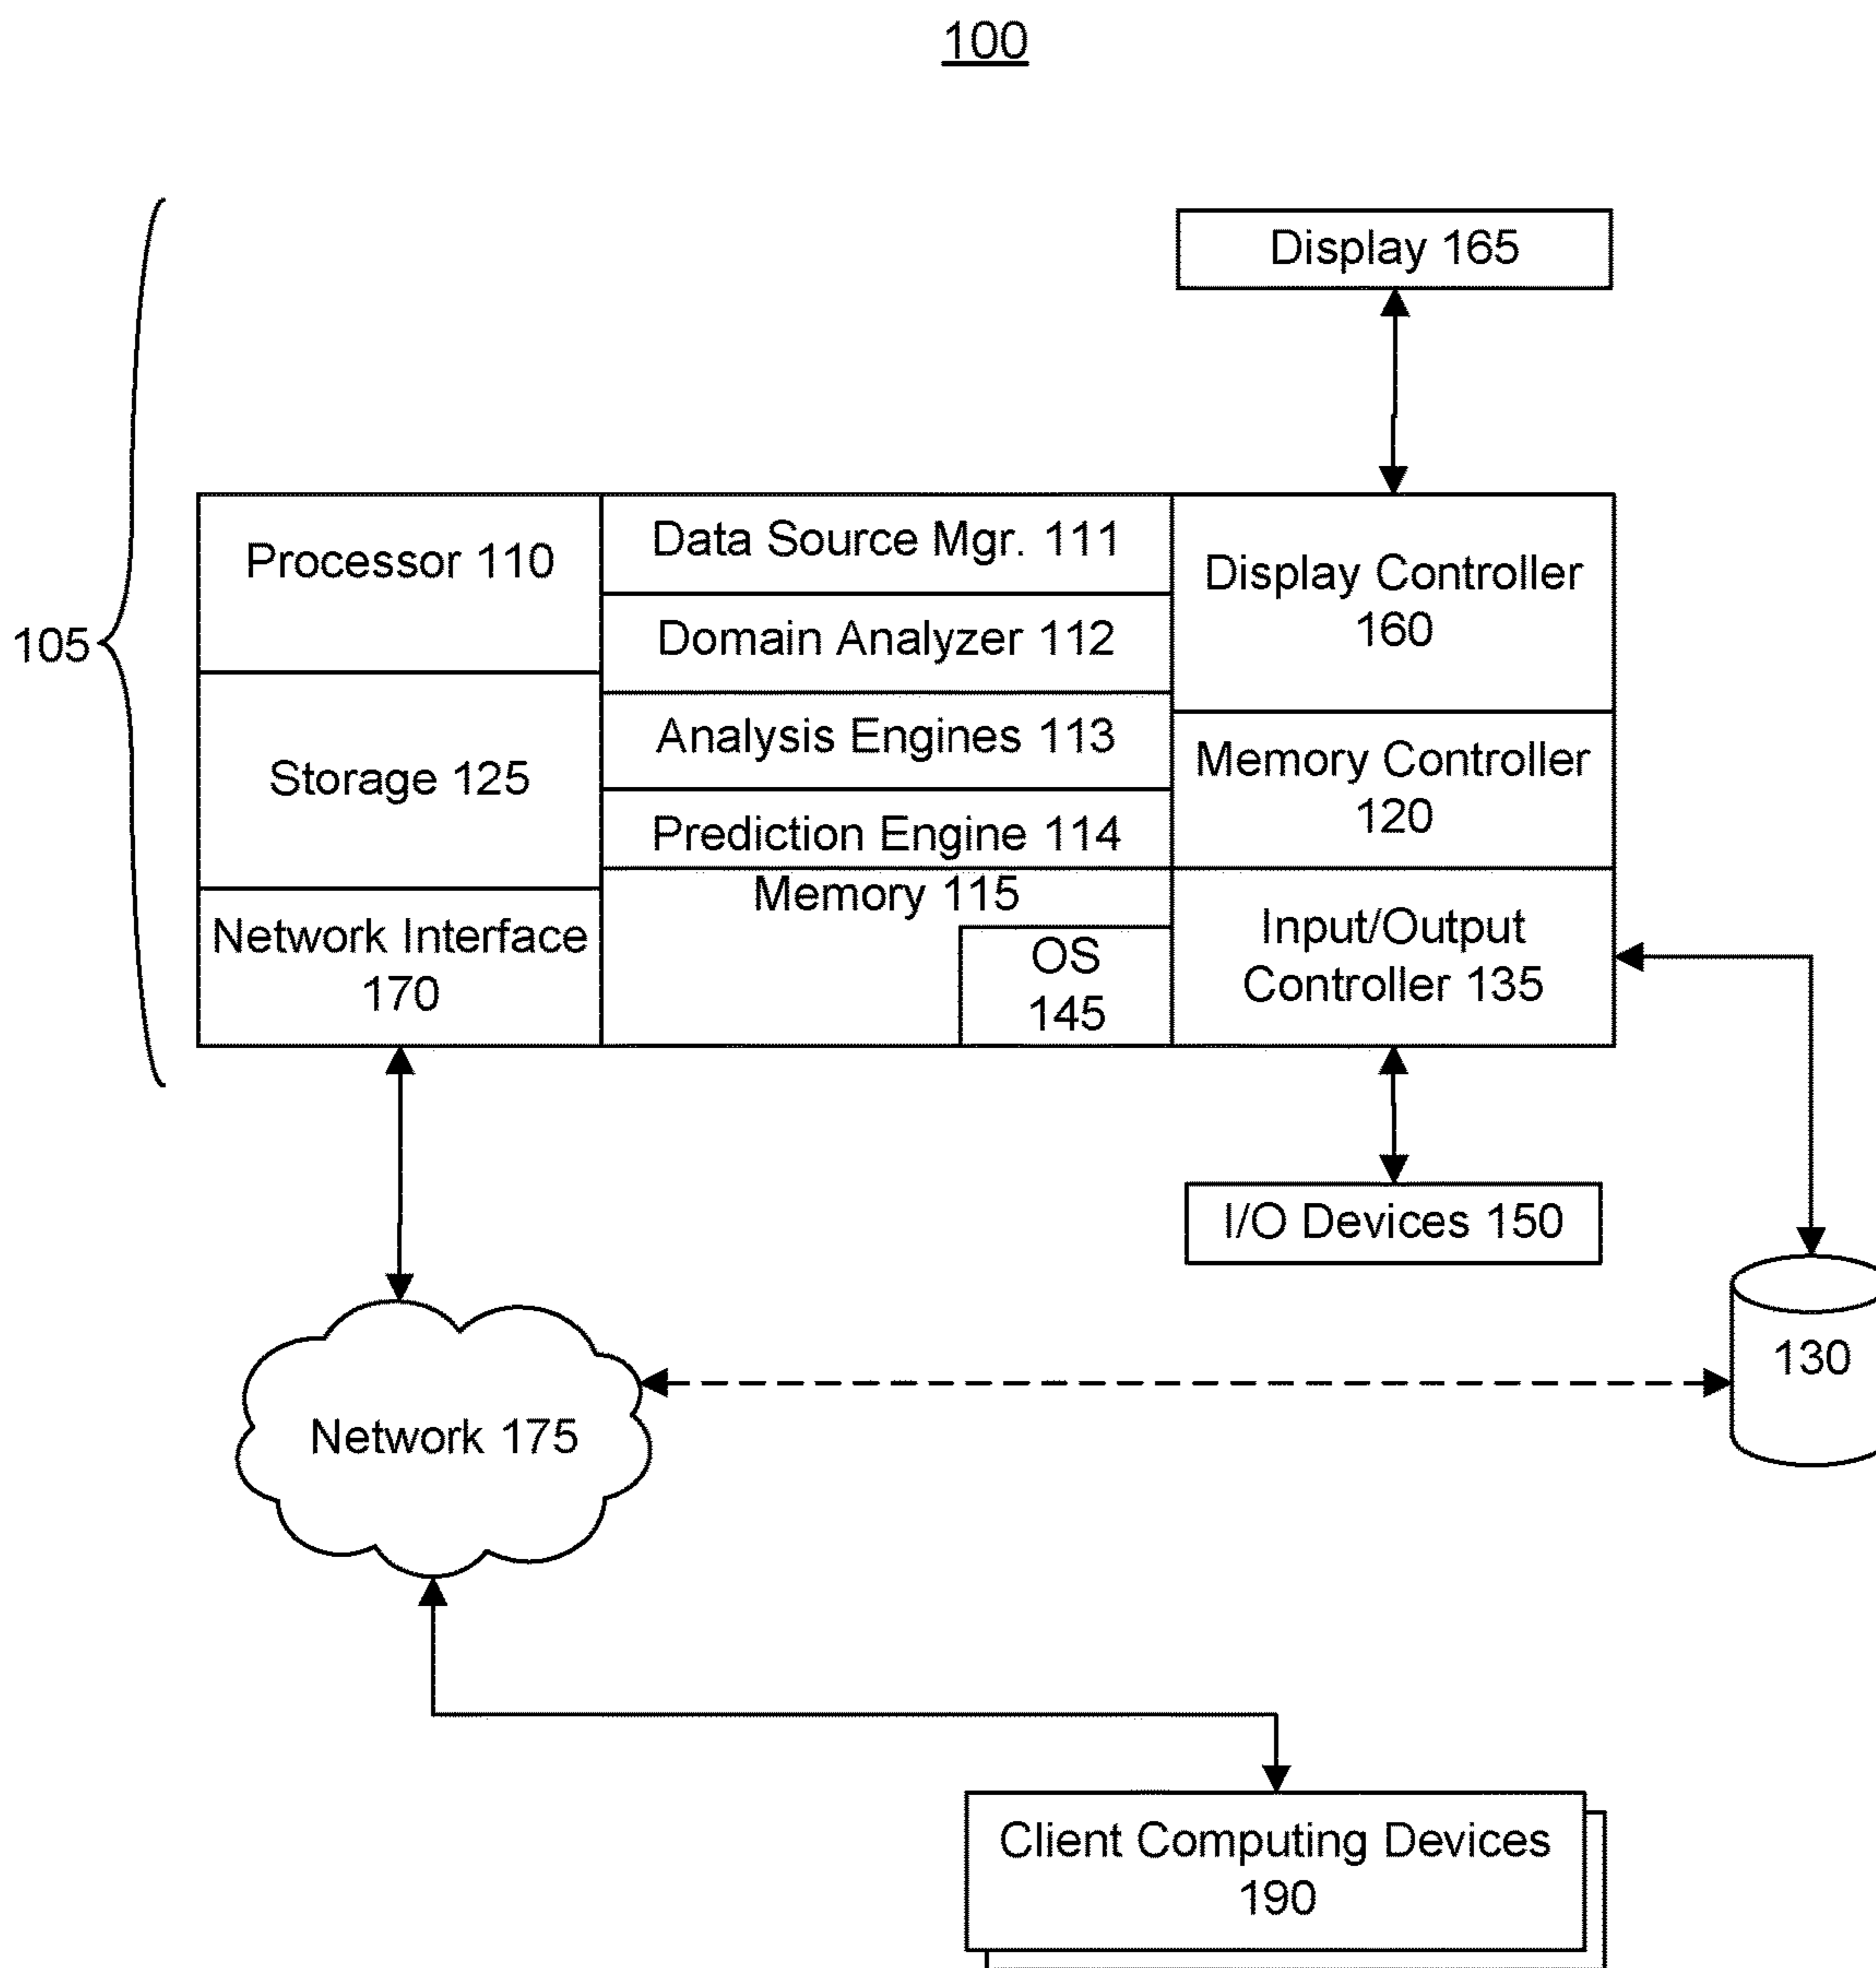 100
Display 165
105
Processor 110
Storage 125
Network Interface
170
Data Source Mgr. 111
Domain Analyzer 112
Analysis Engines 113
Prediction Engine 114
Memory 115
OS
145
Display Controller
160
Memory Controller
120
Input/Output
Controller 135
I/O Devices 150
130
Network 175
Client Computing Devices
190